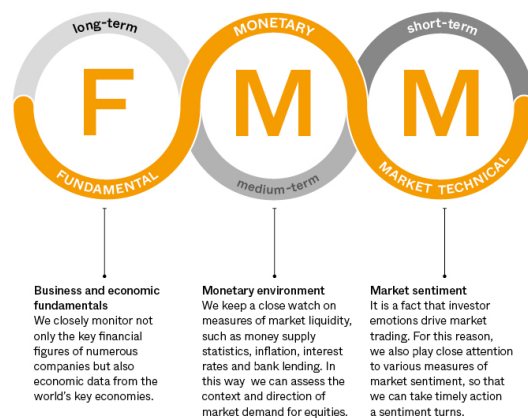 long-term
F
FUNDAMENTAL
MONETARY
M
medium-term
short-term
M
MARKET TECHNICAL
Business and economic
fundamentals
We closely monitor not
only the key financial
figures of numerous
companies but also
economic data from the
world's key economies.
Monetary environment
We keep a close watch on
measures of market liquidity,
such as money supply
statistics, inflation, interest
rates and bank lending. In
this way we can assess the
context and direction of
market demand for equities.
Market sentiment
It is a fact that investor
emotions drive market
trading. For this reason,
we also play close attention
to various measures of
market sentiment, so that
we can take timely action
a sentiment turns.